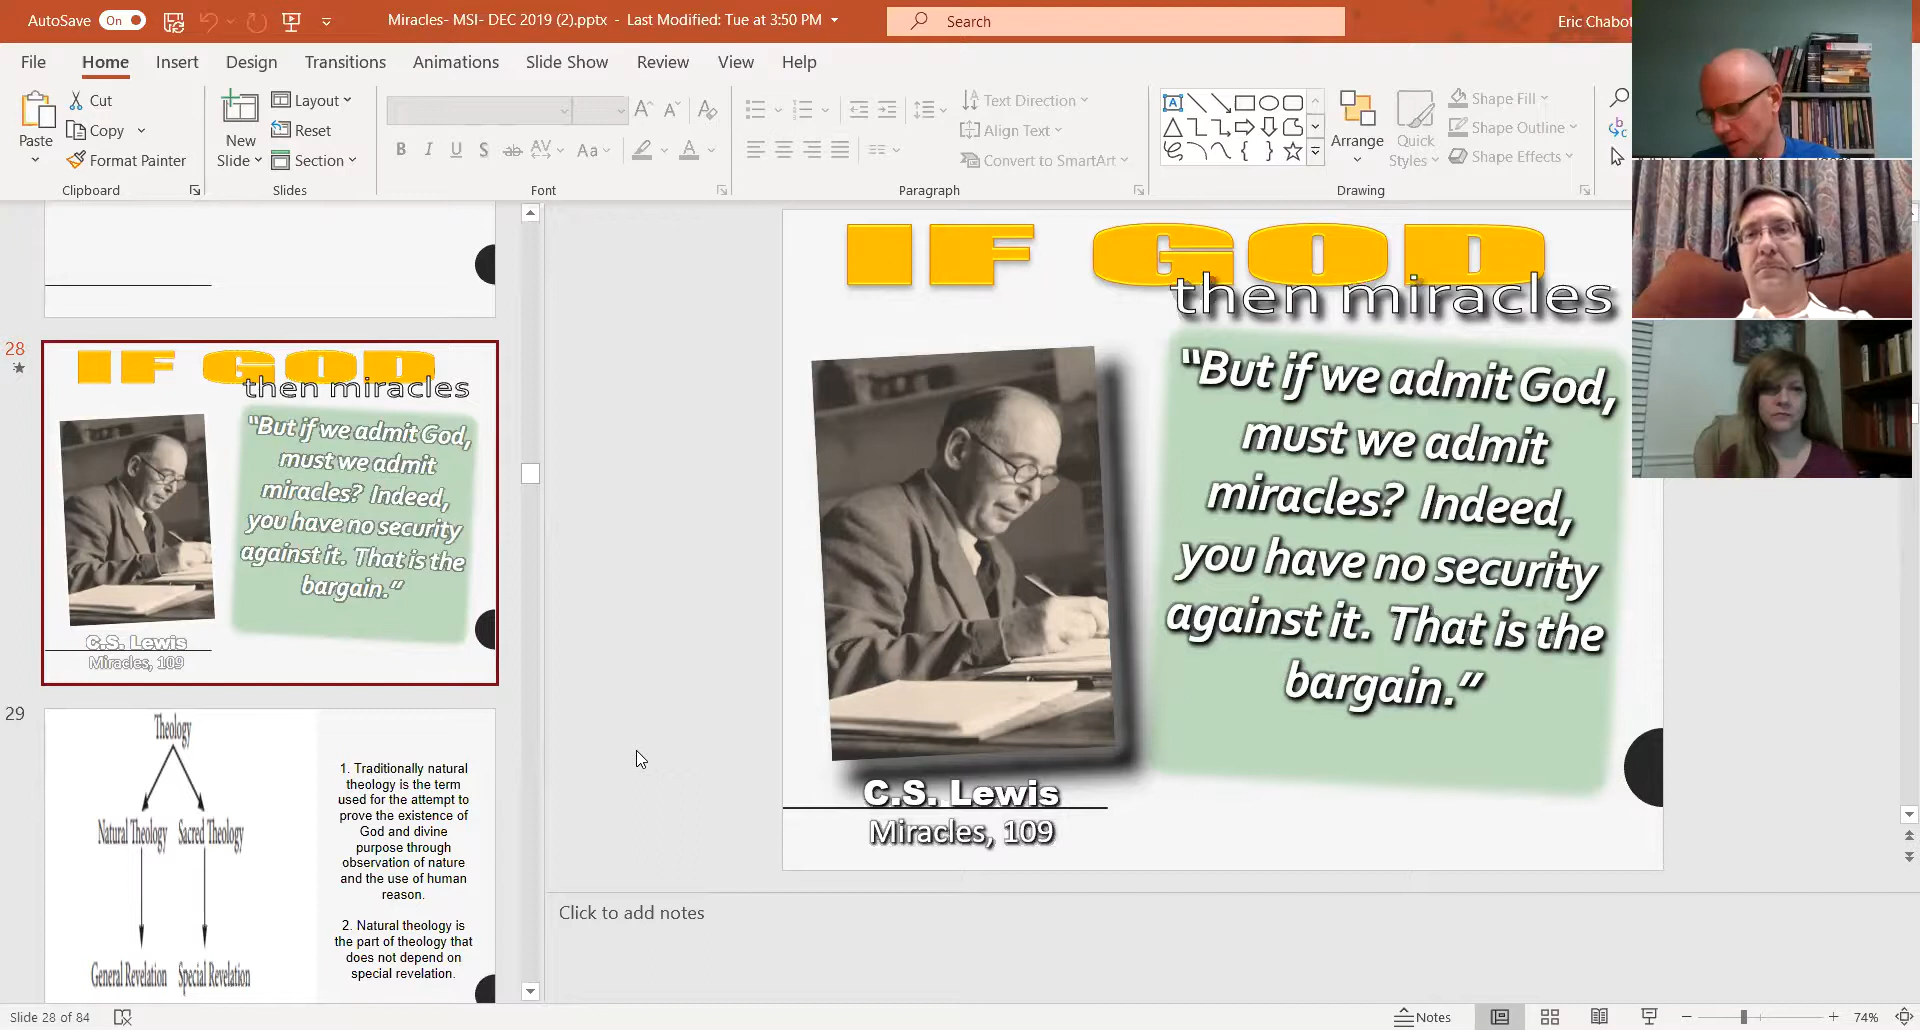 AutoSave On
Miracles- MSI- DEC 2019 (2).pptx - Last Modified: Tue at 3:50 PM
Search
Eric Chabot
File Home Insert Design Transitions Animations Slide Show Review View Help
Paste
Cut
Copy
Format Painter
Clipboard
New
Slide
Layout
Reset
Section
Slides
B I U S ab AV Aa A
Font
Text Direction
Align Text
Convert to SmartArt
Paragraph
Arrange
Quick
Styles
Shape Fill
Shape Outline
Shape Effects
Drawing
28
IF GOD
then miracles
“But if we admit God,
must we admit
miracles? Indeed,
you have no security
against it. That is the
bargain.”
C.S. Lewis
Miracles, 109
29
Theology
Natural Theology Sacred Theology
General Revelation Special Revelation
1. Traditionally natural
theology is the term
used for the attempt to
prove the existence of
God and divine
purpose through
observation of nature
and the use of human
reason.
2. Natural theology is
the part of theology that
does not depend on
special revelation.
IF GOD
then miracles
“But if we admit God,
must we admit
miracles? Indeed,
you have no security
against it. That is the
bargain.”
C.S. Lewis
Miracles, 109
Click to add notes
Slide 28 of 84
Notes
74%